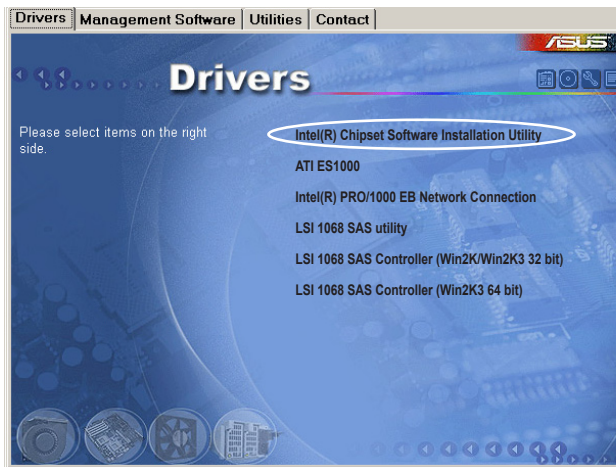 Drivers Management Software Utilities Contact
ASUS
Drivers
Please select items on the right
side.
Intel(R) Chipset Software Installation Utility
ATI ES1000
Intel(R) PRO/1000 EB Network Connection
LSI 1068 SAS utility
LSI 1068 SAS Controller (Win2K/Win2K3 32 bit)
LSI 1068 SAS Controller (Win2K3 64 bit)